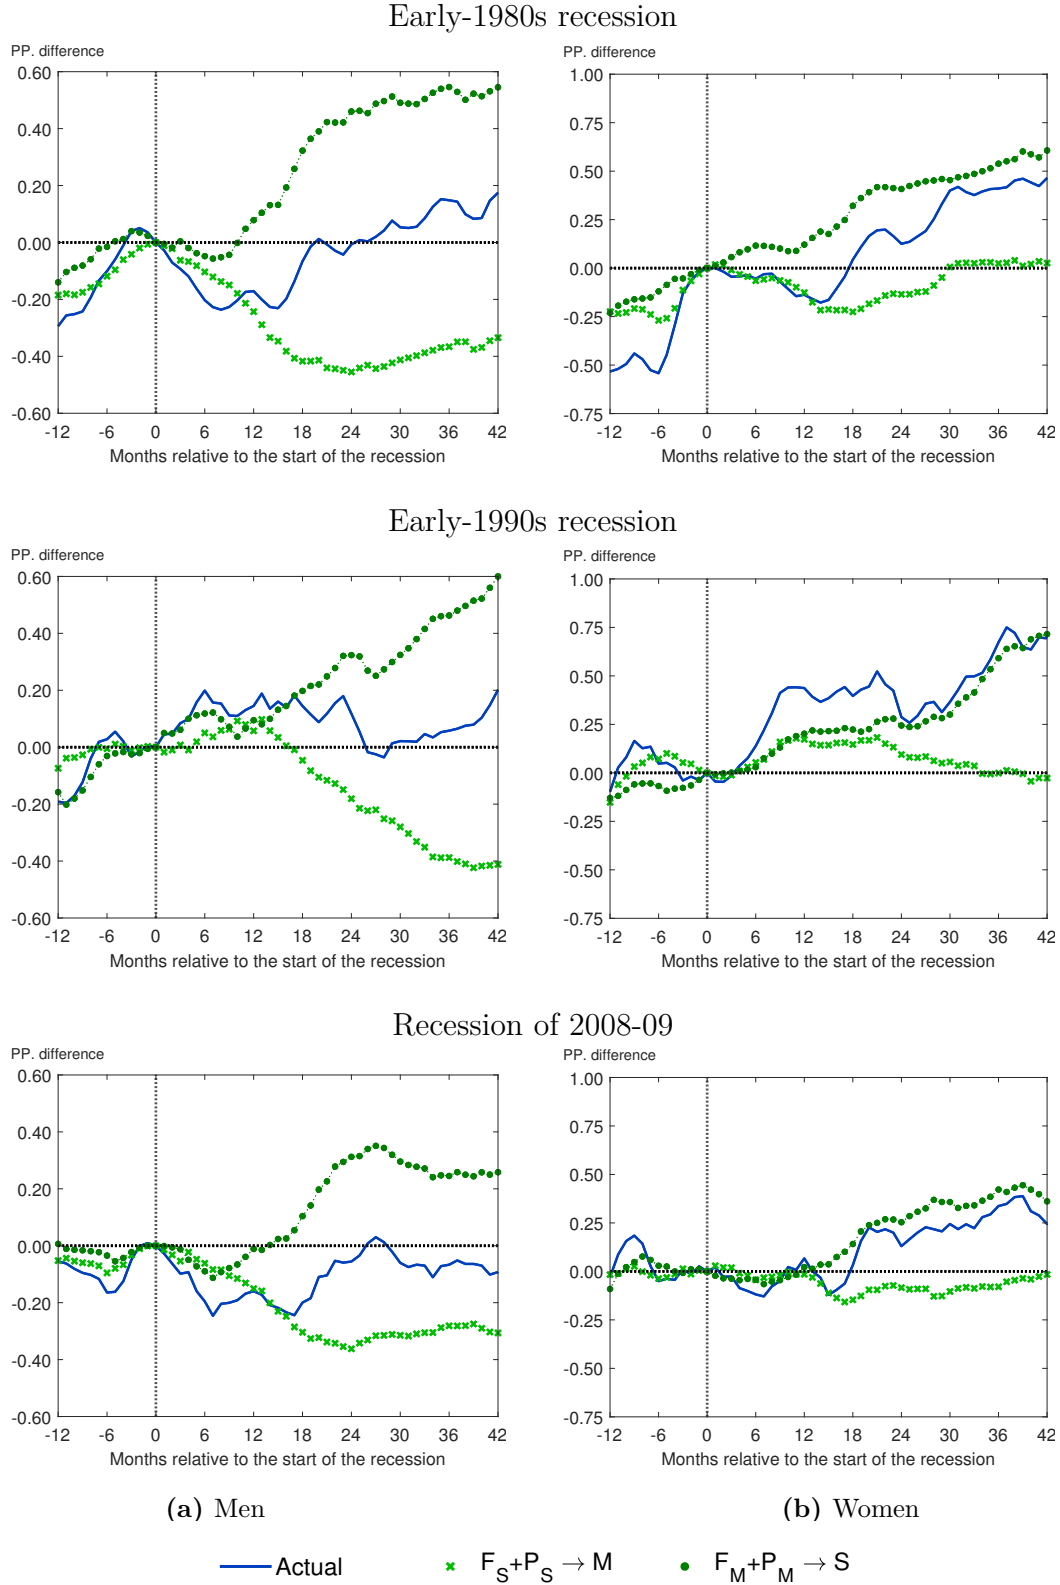 Early-1980s recession
PP. difference
0.60
0.40
0.20
0.00
-0.20
-0.40
-0.60
-12 -6 0 6 12 18 24 30 36 42
Months relative to the start of the recession
PP. difference
1.00
0.75
0.50
0.25
0.00
-0.25
-0.50
-0.75
-12 -6 0 6 12 18 24 30 36 42
Months relative to the start of the recession
Early-1990s recession
PP. difference
0.60
0.40
0.20
0.00
-0.20
-0.40
-0.60
-12 -6 0 6 12 18 24 30 36 42
Months relative to the start of the recession
PP. difference
1.00
0.75
0.50
0.25
0.00
-0.25
-0.50
-0.75
-12 -6 0 6 12 18 24 30 36 42
Months relative to the start of the recession
Recession of 2008-09
PP. difference
0.60
0.40
0.20
0.00
-0.20
-0.40
-0.60
-12 -6 0 6 12 18 24 30 36 42
Months relative to the start of the recession
PP. difference
1.00
0.75
0.50
0.25
0.00
-0.25
-0.50
-0.75
-12 -6 0 6 12 18 24 30 36 42
Months relative to the start of the recession
(a) Men
(b) Women
Actual F_S+P_S → M F_M+P_M → S